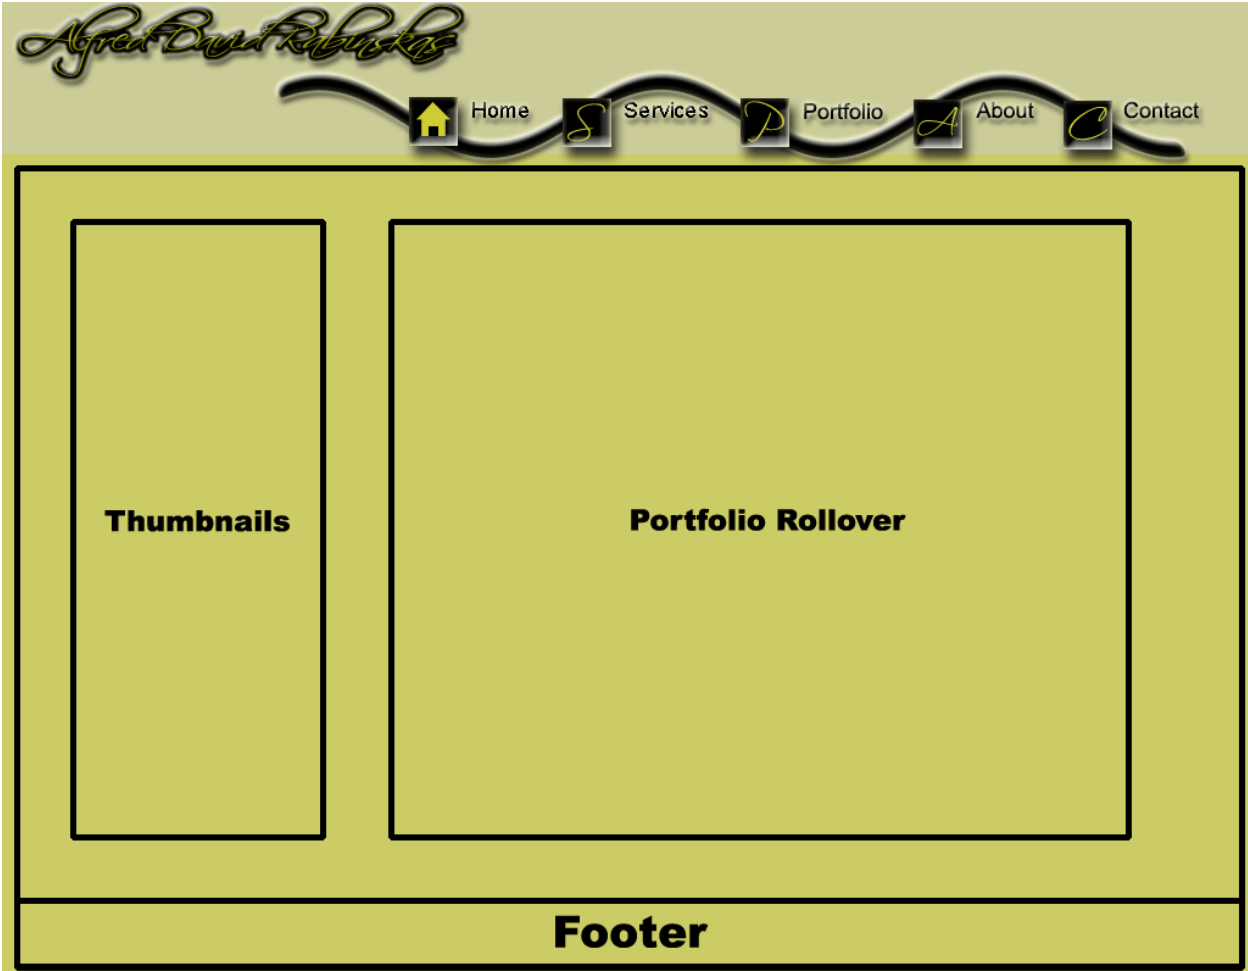 Alfred David Rabinskas
Home S Services P Portfolio A About C Contact
Thumbnails
Portfolio Rollover
Footer